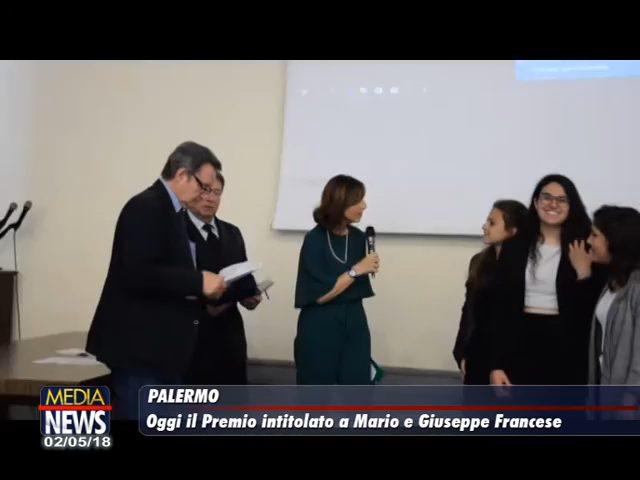 PALERMO
Oggi il Premio intitolato a Mario e Giuseppe Francese
MEDIA
NEWS
02/05/18